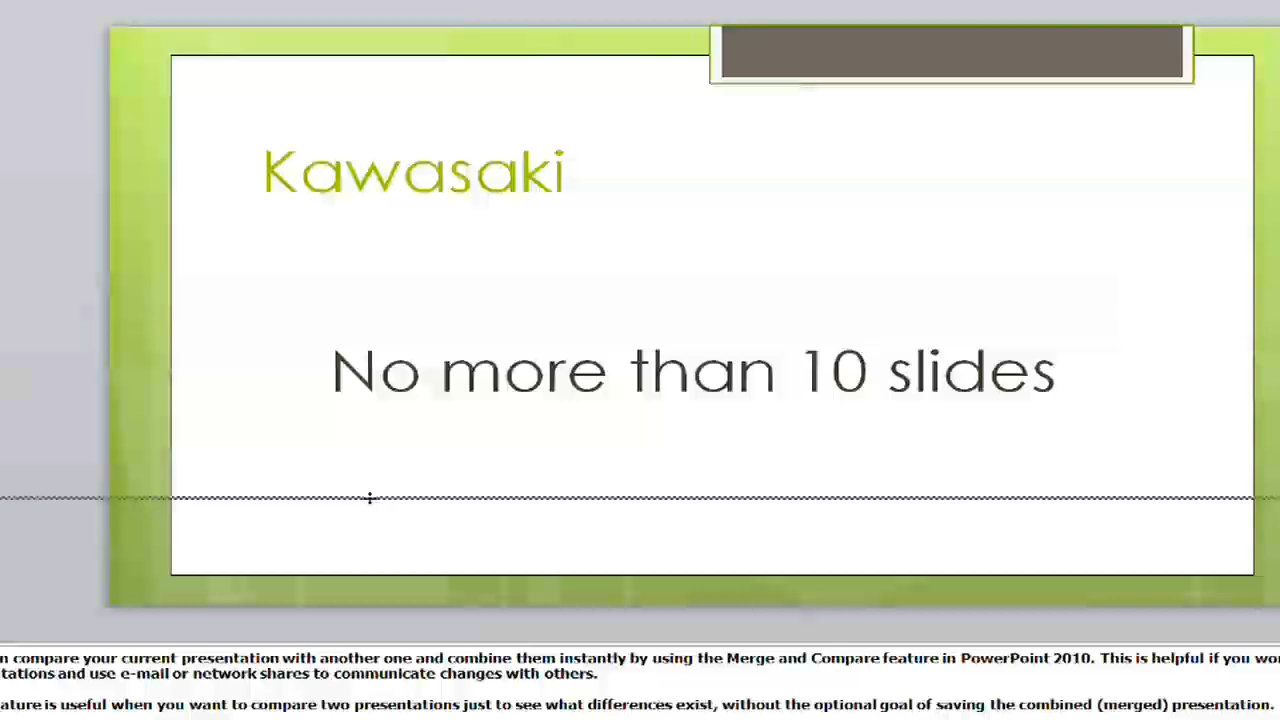 Kawasaki
No more than 10 slides
n compare your current presentation with another one and combine them instantly by using the Merge and Compare feature in PowerPoint 2010. This is helpful if you wor
tations and use e-mail or network shares to communicate changes with others.
ature is useful when you want to compare two presentations just to see what differences exist, without the optional goal of saving the combined (merged) presentation.